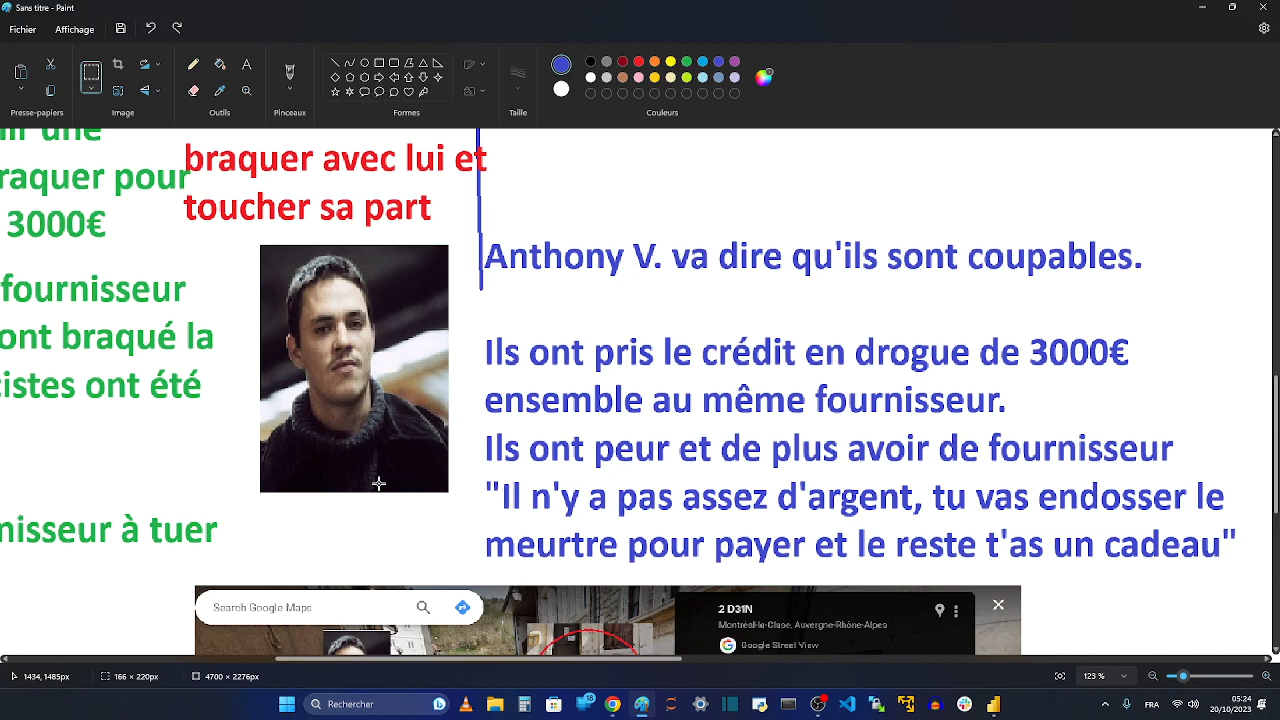 Sans titre - Paint
Fichier
Affichage
Presse-papiers
Image
Outils
Pinceaux
Formes
Taille
Couleurs
une
raquer pour
3000€
fournisseur
ont braqué la
cistes ont été
nisseur à tuer
braquer avec lui et
toucher sa part
Anthony V. va dire qu'ils sont coupables.
Ils ont pris le crédit en drogue de 3000€
ensemble au même fournisseur.
Ils ont peur et de plus avoir de fournisseur
"Il n'y a pas assez d'argent, tu vas endosser le
meurtre pour payer et le reste t'as un cadeau"
Search Google Maps
2 D31N
Montréal-la-Cluse, Auvergne-Rhône-Alpes
Google Street View
1494, 1485px
220px
4700 × 2276px
123 %
Rechercher
FRA
05:24
20/10/2023